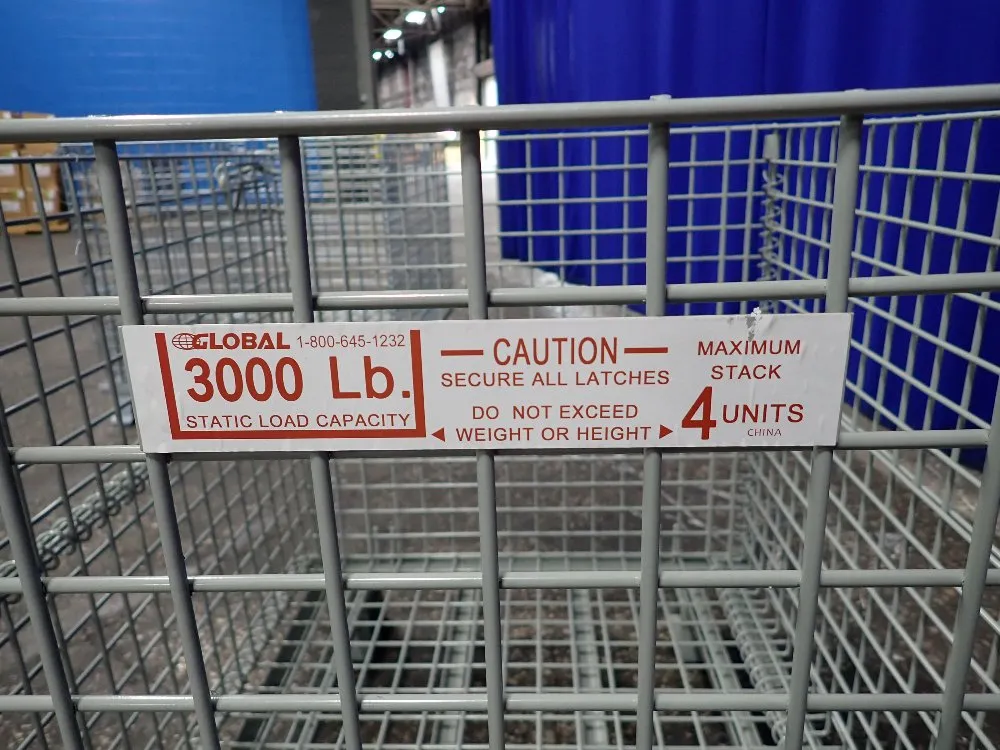 GLOBAL 1-800-645-1232
3000 Lb.
STATIC LOAD CAPACITY
CAUTION
SECURE ALL LATCHES
DO NOT EXCEED
WEIGHT OR HEIGHT
MAXIMUM
STACK
4 UNITS
CHINA